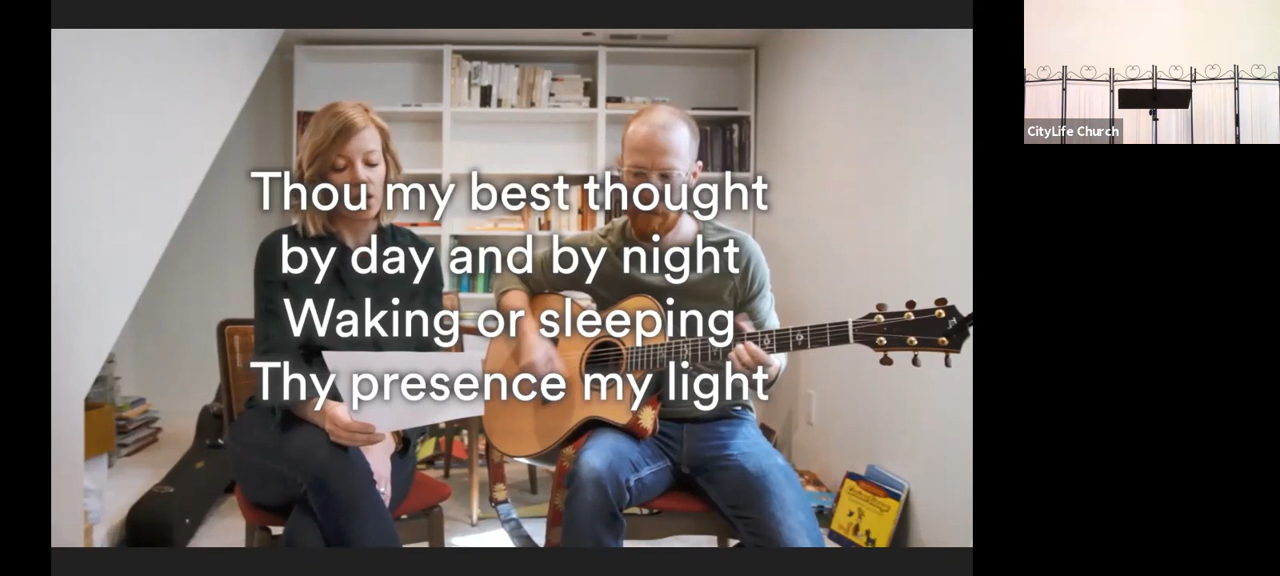 Thou my best thought
by day and by night
Waking or sleeping
Thy presence my light
CityLife Church